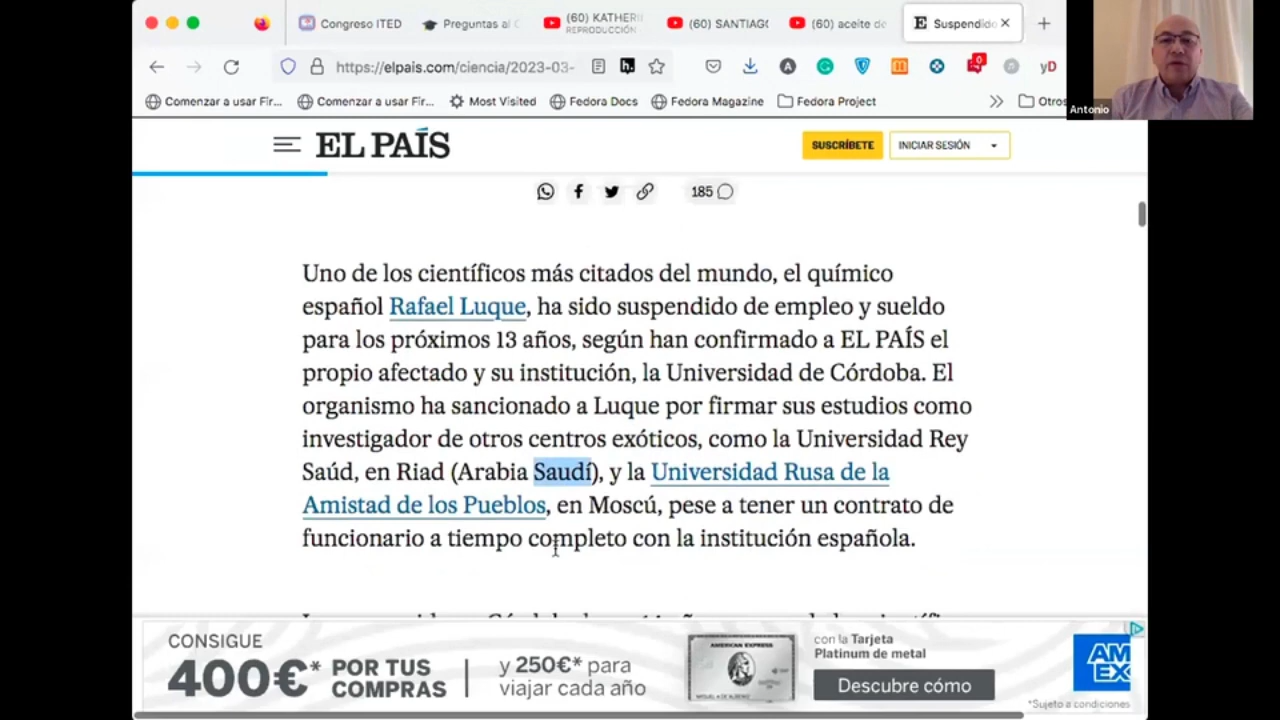 Congreso ITED
Preguntas al
(60) KATHERI
REPRODUCCIÓN
(60) SANTIAG
(60) aceite de
E Suspendido
https://elpais.com/ciencia/2023-03-
yD
Comenzar a usar Fir...
Comenzar a usar Fir...
Most Visited
Fedora Docs
Fedora Magazine
Fedora Project
Otros
Antonio
EL PAÍS
SUSCRÍBETE
INICIAR SESIÓN
185
Uno de los científicos más citados del mundo, el químico
español Rafael Luque, ha sido suspendido de empleo y sueldo
para los próximos 13 años, según han confirmado a EL PAÍS el
propio afectado y su institución, la Universidad de Córdoba. El
organismo ha sancionado a Luque por firmar sus estudios como
investigador de otros centros exóticos, como la Universidad Rey
Saúd, en Riad (Arabia Saudí), y la Universidad Rusa de la
Amistad de los Pueblos, en Moscú, pese a tener un contrato de
funcionario a tiempo completo con la institución española.
CONSIGUE
400€* POR TUS
COMPRAS
y 250€* para
viajar cada año
AMERICAN EXPRESS
con la Tarjeta
Platinum de metal
Descubre cómo
AM
EX
*Sujeto a condiciones